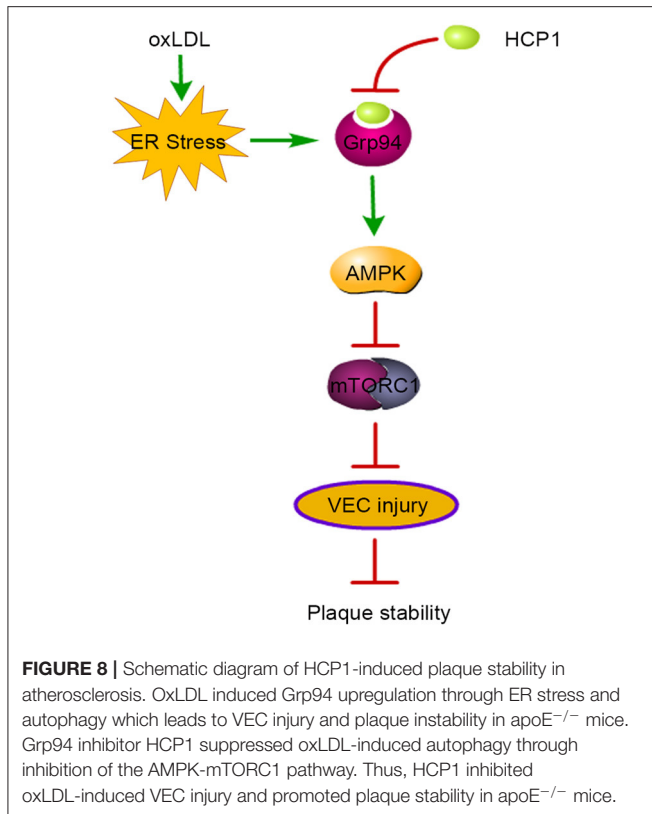 oxLDL
HCP1
ER Stress
Grp94
AMPK
mTORC1
VEC injury
Plaque stability
FIGURE 8 | Schematic diagram of HCP1-induced plaque stability in
atherosclerosis. OxLDL induced Grp94 upregulation through ER stress and
autophagy which leads to VEC injury and plaque instability in apoE−/− mice.
Grp94 inhibitor HCP1 suppressed oxLDL-induced autophagy through
inhibition of the AMPK-mTORC1 pathway. Thus, HCP1 inhibited
oxLDL-induced VEC injury and promoted plaque stability in apoE−/− mice.